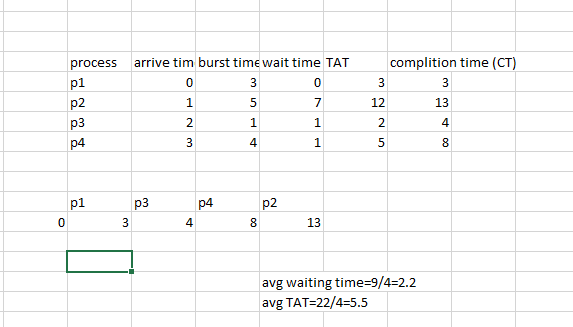 process arrive tim burst time wait time TAT complition time (CT)
p1 0 3 0 3 3
p2 1 5 7 12 13
p3 2 1 1 2 4
p4 3 4 1 5 8
p1 p3 p4 p2
0 3 4 8 13
avg waiting time=9/4=2.2
avg TAT=22/4=5.5